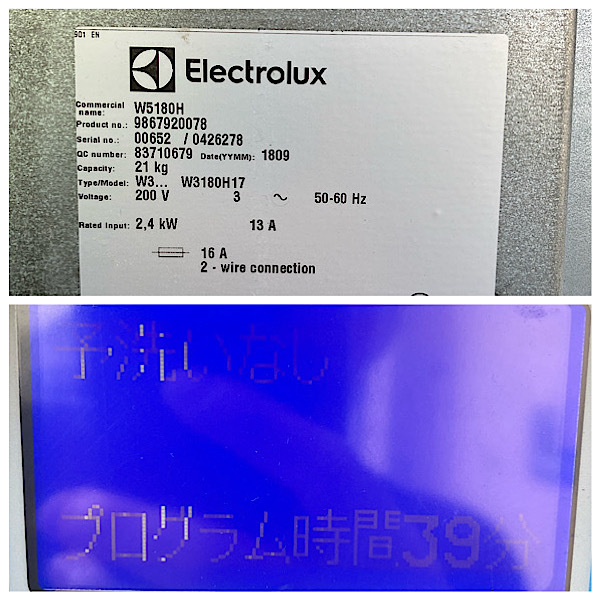 S01 EN
Electrolux
Commercial name: W5180H
Product no.: 9867920078
Serial no.: 00652 / 0426278
QC number: 83710679 Date(YYMM): 1809
Capacity: 21 kg
Type/Model: W3... W3180H17
Voltage: 200 V 3 ~ 50-60 Hz
Rated Input: 2,4 kW 13 A
16 A
2 - wire connection
予洗いなし
プログラム時間39分